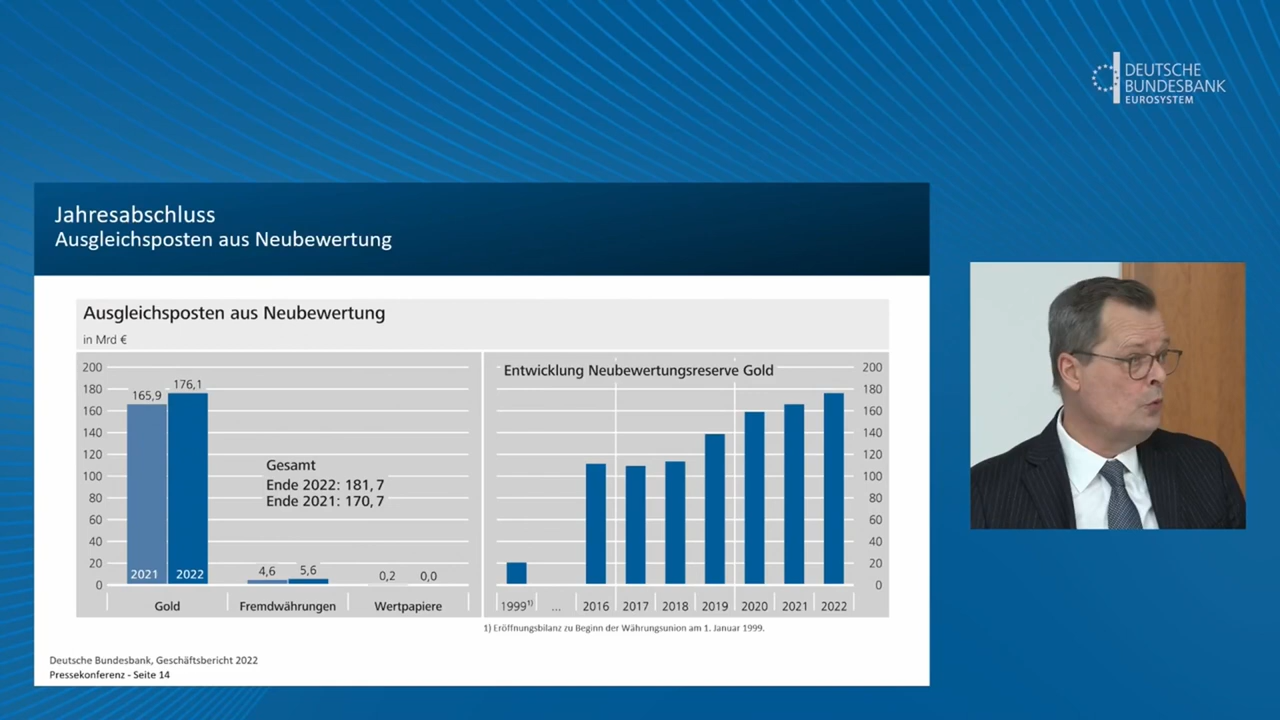 DEUTSCHE
BUNDESBANK
EUROSYSTEM
Jahresabschluss
Ausgleichsposten aus Neubewertung
Ausgleichsposten aus Neubewertung
in Mrd €
200
180
160
140
120
100
80
60
40
20
0
165,9
176,1
2021
2022
Gesamt
Ende 2022: 181,7
Ende 2021: 170,7
4,6
5,6
0,2
0,0
Gold
Fremdwährungen
Wertpapiere
Entwicklung Neubewertungsreserve Gold
200
180
160
140
120
100
80
60
40
20
0
1999¹⁾
...
2016
2017
2018
2019
2020
2021
2022
1) Eröffnungsbilanz zu Beginn der Währungsunion am 1. Januar 1999.
Deutsche Bundesbank, Geschäftsbericht 2022
Pressekonferenz - Seite 14